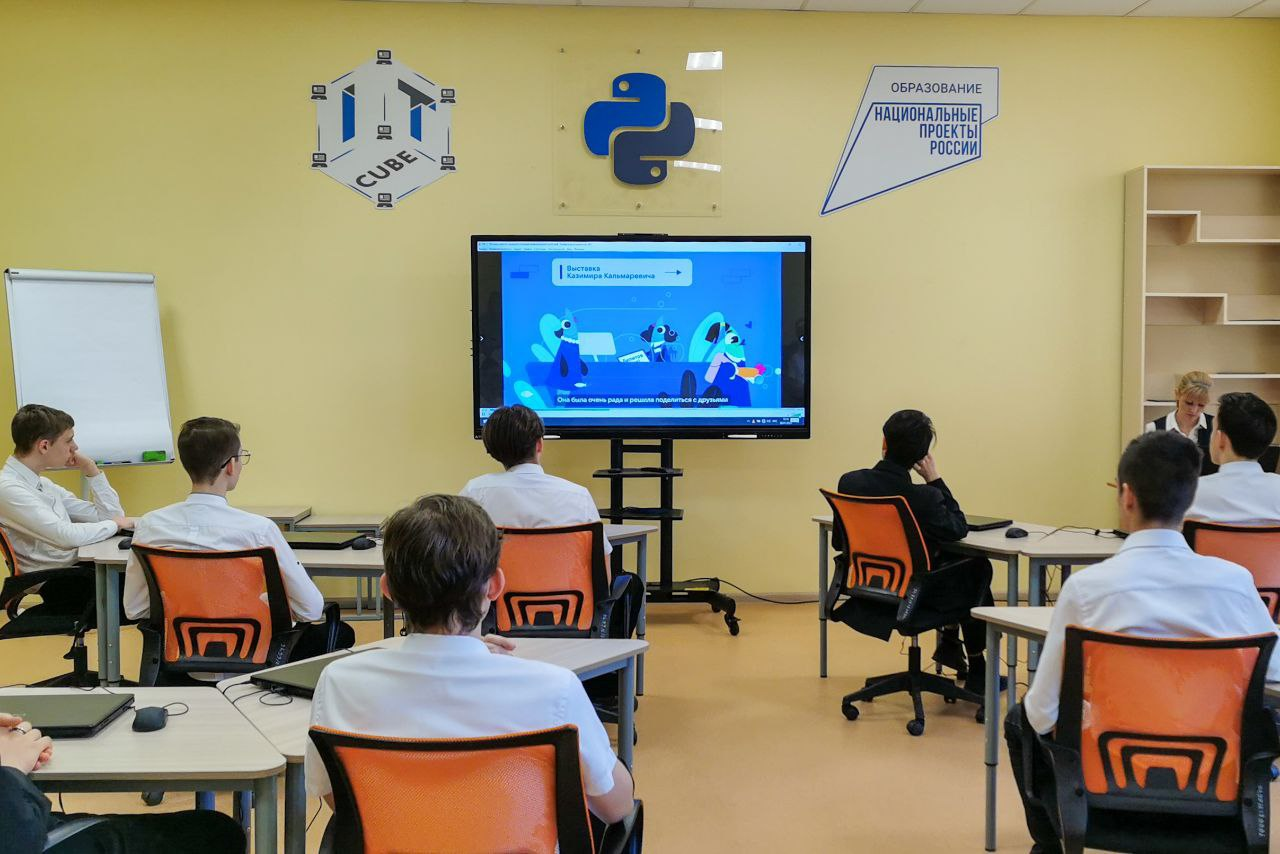 IT
CUBE
ОБРАЗОВАНИЕ
НАЦИОНАЛЬНЫЕ
ПРОЕКТЫ
РОССИИ
Выставка
Казимира Кальмаревича
Она была очень рада и решила поделиться с друзьями